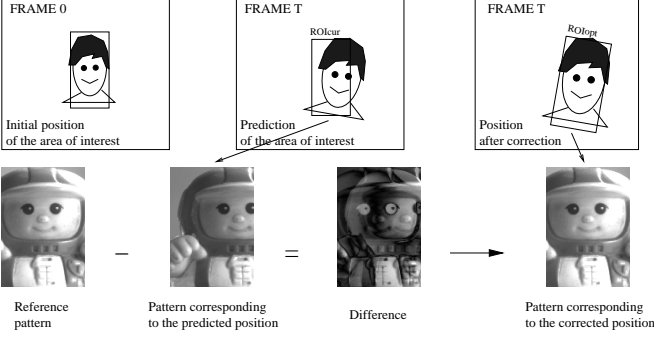 FRAME 0
FRAME T
FRAME T
ROIcur
ROIopt
Initial position
of the area of interest
Prediction
of the area of interest
Position
after correction
−
=
Reference
pattern
Pattern corresponding
to the predicted position
Difference
Pattern corresponding
to the corrected position